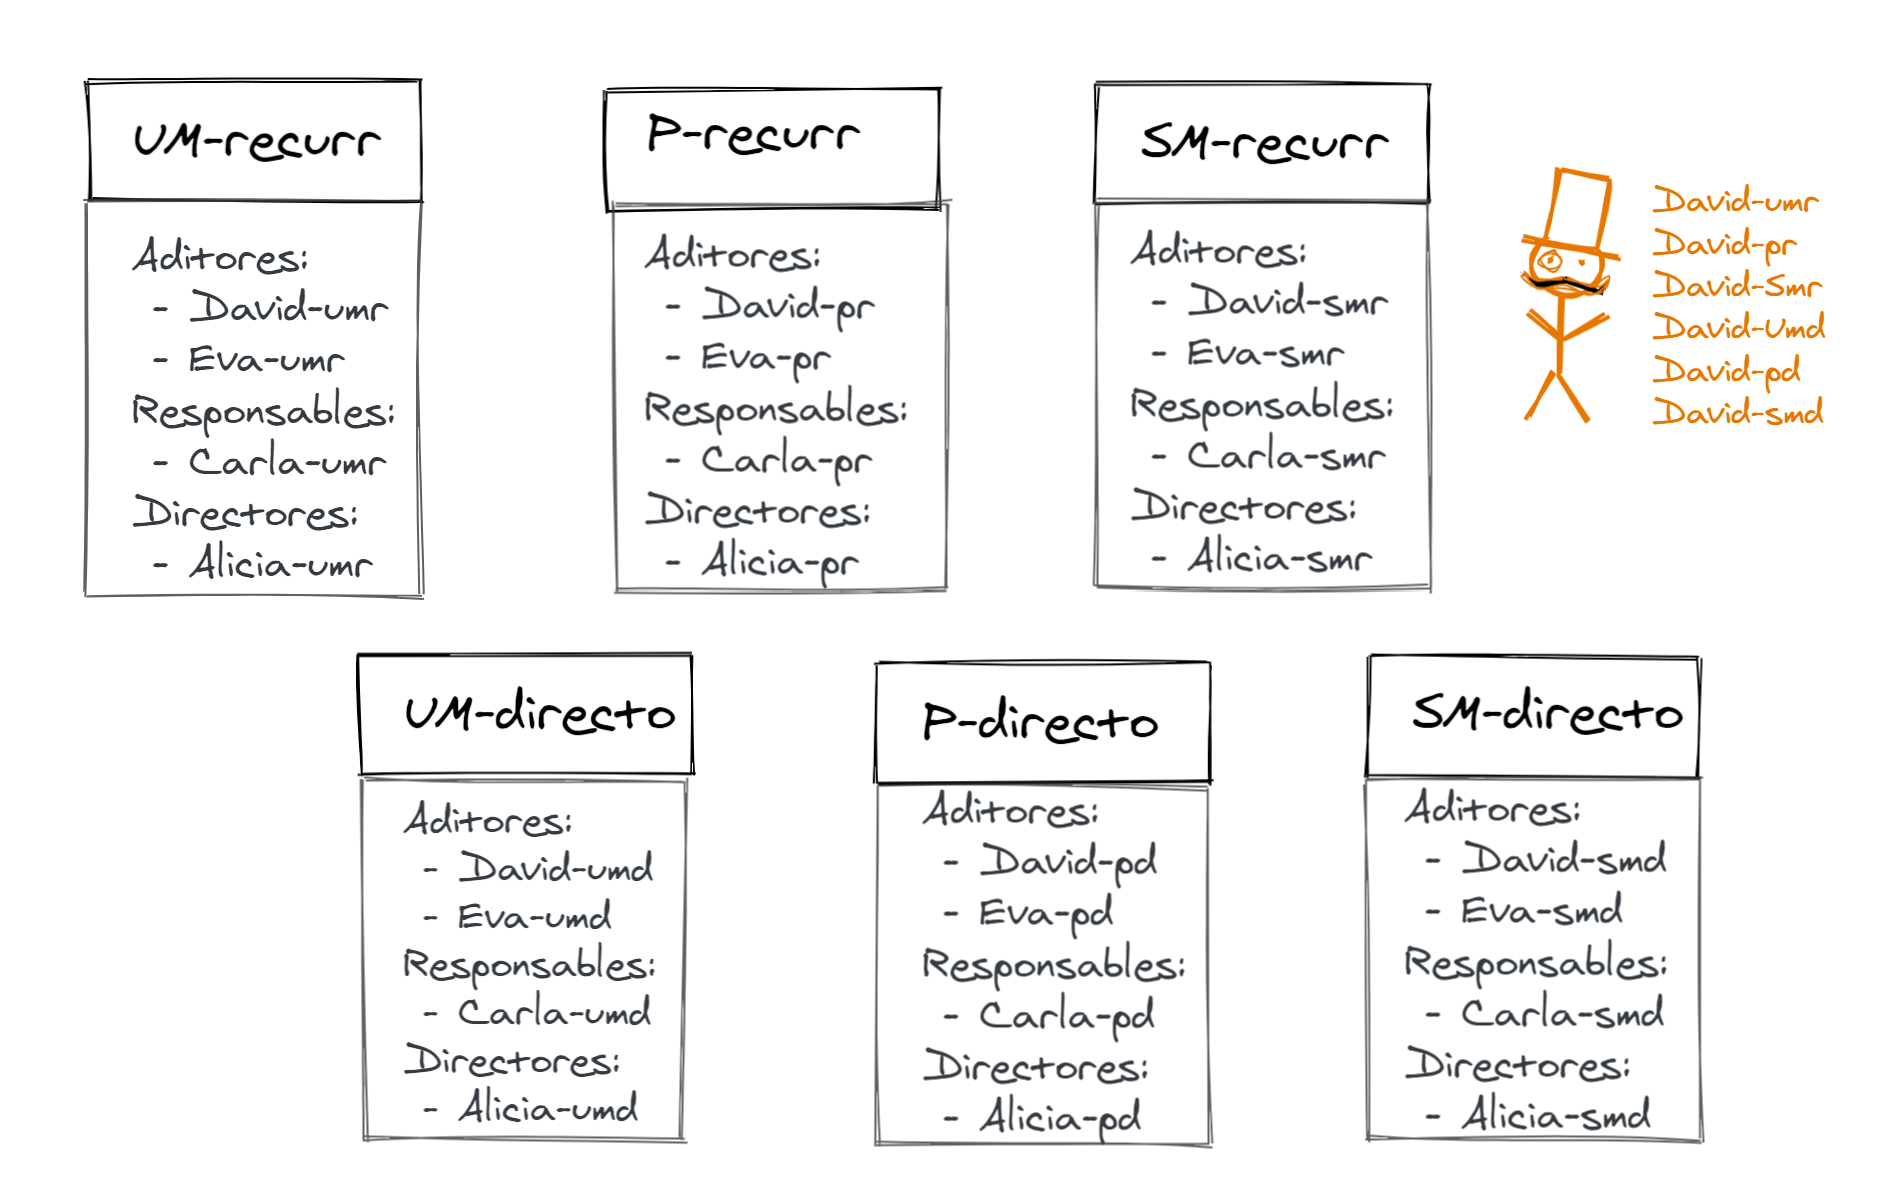 UM-recurr
Aditores:
- David-umr
- Eva-umr
Responsables:
- Carla-umr
Directores:
- Alicia-umr
P-recurr
Aditores:
- David-pr
- Eva-pr
Responsables:
- Carla-pr
Directores:
- Alicia-pr
SM-recurr
Aditores:
- David-smr
- Eva-smr
Responsables:
- Carla-smr
Directores:
- Alicia-smr
David-umr
David-pr
David-Smr
David-Umd
David-pd
David-smd
UM-directo
Aditores:
- David-umd
- Eva-umd
Responsables:
- Carla-umd
Directores:
- Alicia-umd
P-directo
Aditores:
- David-pd
- Eva-pd
Responsables:
- Carla-pd
Directores:
- Alicia-pd
SM-directo
Aditores:
- David-smd
- Eva-smd
Responsables:
- Carla-smd
Directores:
- Alicia-smd